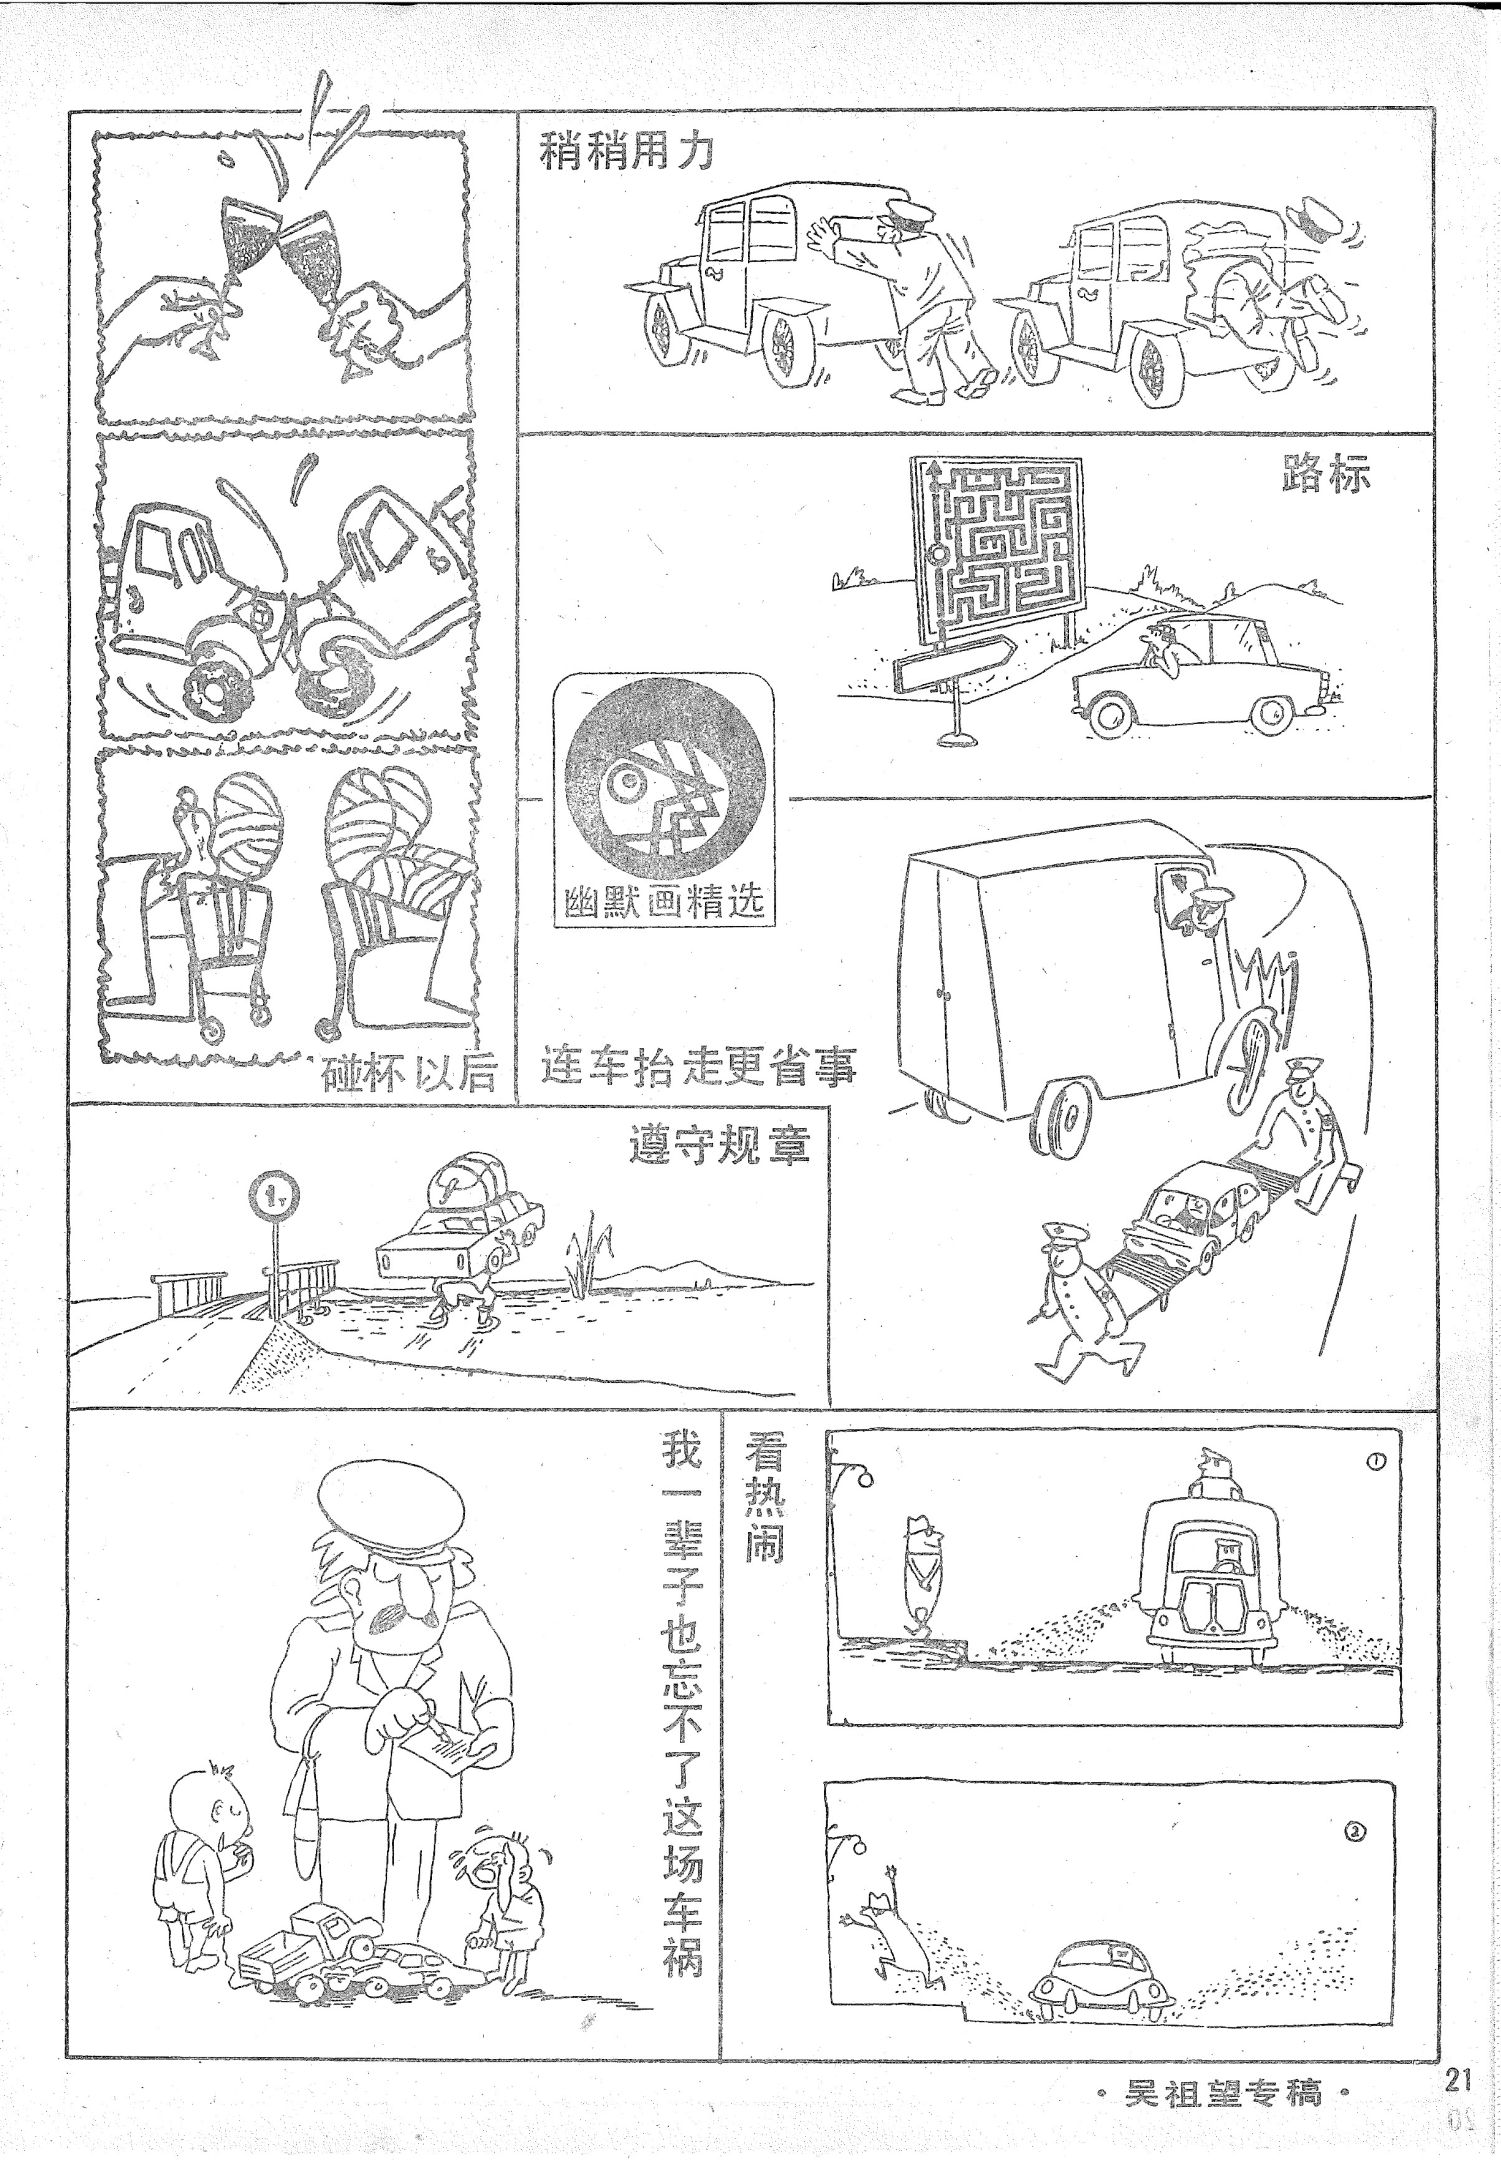 稍稍用力
路标
幽默画精选
碰杯以后
连车抬走更省事
遵守规章
1T
我一辈子也忘不了这场车祸
看热闹
①
②
·吴祖望专稿·
21